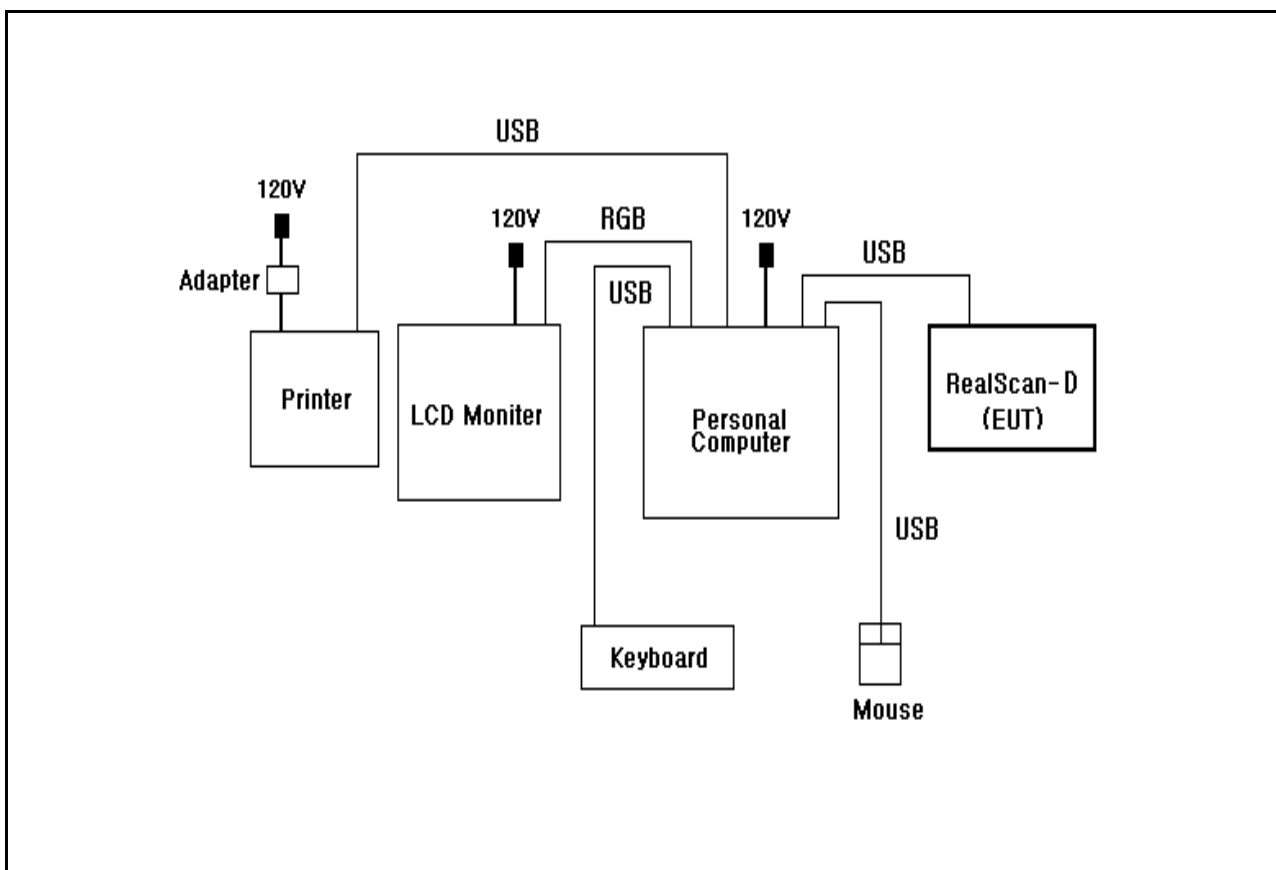 USB
120V
120V
RGB
120V
USB
Adapter
USB
Printer
LCD Moniter
Personal
Computer
RealScan-D
(EUT)
USB
Keyboard
Mouse